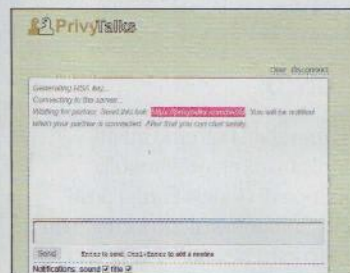 PrivyTalks
Clear Disconnect
Generating RSA key...
Connecting to the server...
Waiting for partner. Send this link: You will be notified
when your partner is connected. After that you can chat safely.
Send Enter to send, Ctrl+Enter to add a newline
Notifications: sound title